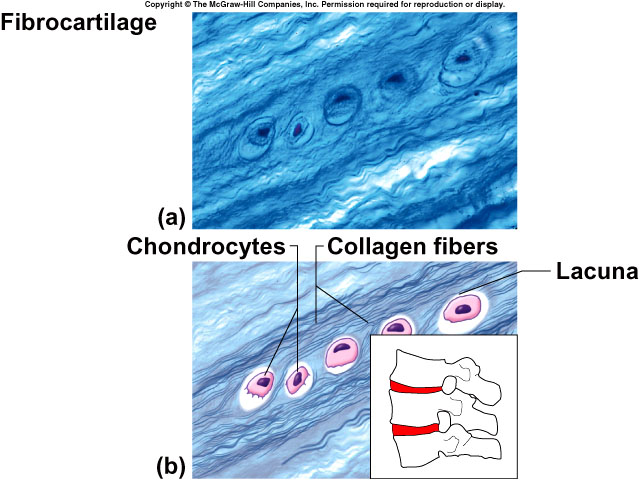 Copyright © The McGraw-Hill Companies, Inc. Permission required for reproduction or display.
Fibrocartilage
(a)
Chondrocytes
Collagen fibers
Lacuna
(b)